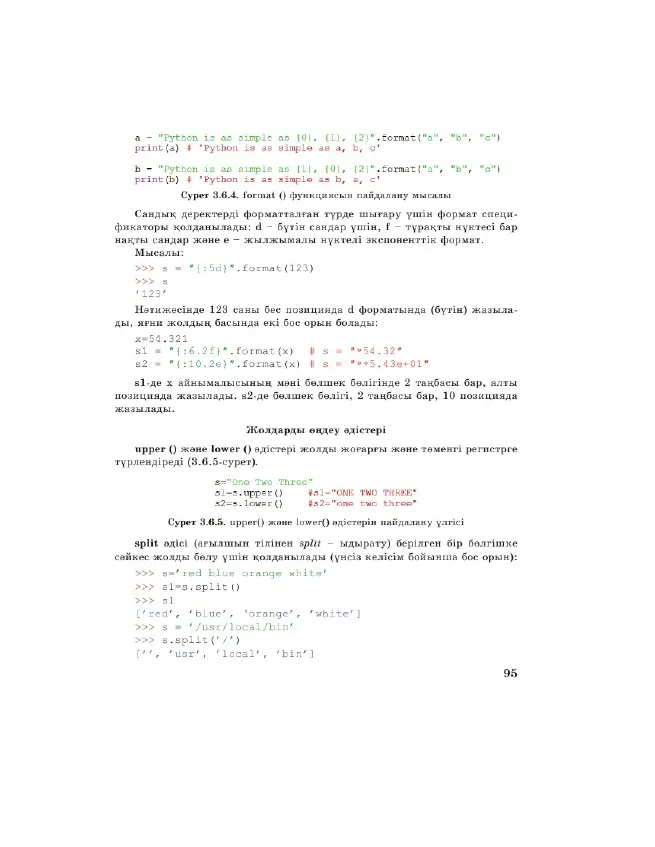 a = "Python is as simple as {0}, {1}, {2}".format("a", "b", "c")
print(a) # 'Python is as simple as a, b, c'
b = "Python is as simple as {1}, {0}, {2}".format("a", "b", "c")
print(b) # 'Python is as simple as b, a, c'
Сурет 3.6.4. format () функциясын пайдалану мысалы
Сандық деректерді форматталған түрде шығару үшін формат специ-
фикаторы қолданылады: d – бүтін сандар үшін, f – тұрақты нүктесі бар
нақты сандар және e – жылжымалы нүктелі экспоненттік формат.
Мысалы:
>>> s = "{:5d}".format(123)
>>> s
'123'
Нәтижесінде 123 саны бес позицияда d форматында (бүтін) жазыла-
ды, яғни жолдың басында екі бос орын болады:
x=54.321
s1 = "{:6.2f}".format(x) # s = "*54.32"
s2 = "{:10.2e}".format(x) # s = "**5.43e+01"
s1-де x айнымалысының мәні бөлшек бөлігінде 2 таңбасы бар, алты
позицияда жазылады. s2-де бөлшек бөлігі, 2 таңбасы бар, 10 позицияда
жазылады.
Жолдарды өңдеу әдістері
upper () және lower () әдістері жолды жоғарғы және төменгі регистрге
түрлендіреді (3.6.5-сурет).
s="One Two Three"
s1=s.upper() #s1="ONE TWO THREE"
s2=s.lower() #s2="one two three"
Сурет 3.6.5. upper() және lower() әдістерін пайдалану үлгісі
split әдісі (ағылшын тілінен split – ыдырату) берілген бір бөлгішке
сәйкес жолды бөлу үшін қолданылады (үнсіз келісім бойынша бос орын):
>>> s='red blue orange white'
>>> s1=s.split()
>>> s1
['red', 'blue', 'orange', 'white']
>>> s = '/usr/local/bin'
>>> s.split('/')
['', 'usr', 'local', 'bin']
95